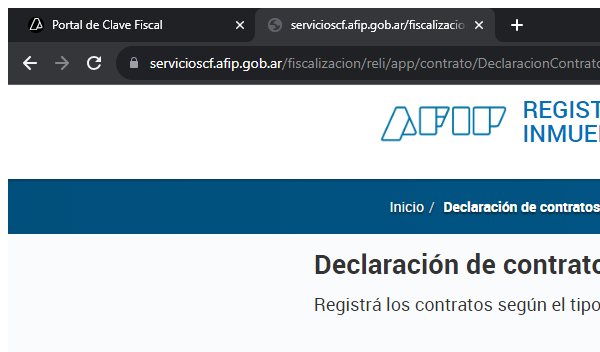 Portal de Clave Fiscal
servicioscf.afip.gob.ar/fiscalizacio
servicioscf.afip.gob.ar/fiscalizacion/reli/app/contrato/DeclaracionContrato
AFIP
REGIST
INMUE
Inicio / Declaración de contratos
Declaración de contrato
Registrá los contratos según el tipo